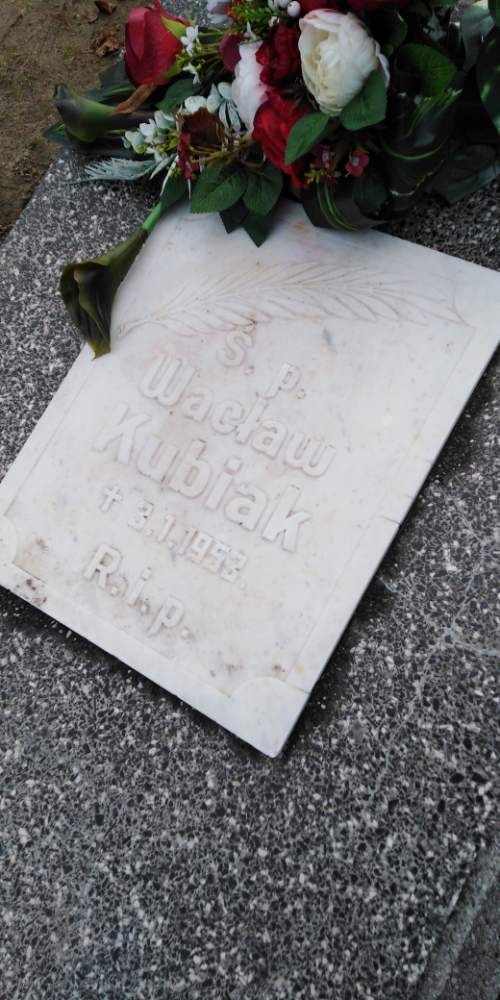 Ś. p.
Wacław
Kubiak
† 3.1.1953.
R.i.p.